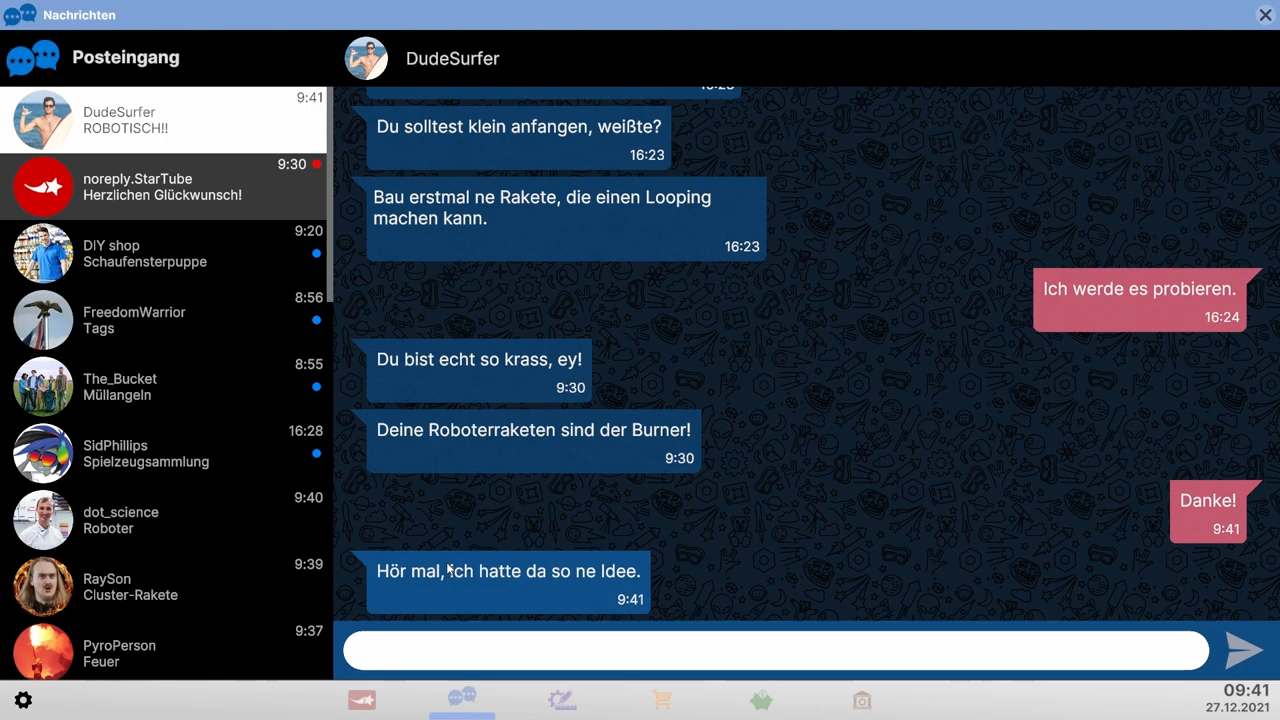 Nachrichten
Posteingang
DudeSurfer
9:41
DudeSurfer
ROBOTISCH!!
9:30
noreply.StarTube
Herzlichen Glückwunsch!
9:20
DIY shop
Schaufensterpuppe
8:56
FreedomWarrior
Tags
8:55
The_Bucket
Müllangeln
16:28
SidPhillips
Spielzeugsammlung
9:40
dot_science
Roboter
9:39
RaySon
Cluster-Rakete
9:37
PyroPerson
Feuer
Du solltest klein anfangen, weißte?
16:23
Bau erstmal ne Rakete, die einen Looping
machen kann.
16:23
Ich werde es probieren.
16:24
Du bist echt so krass, ey!
9:30
Deine Roboterraketen sind der Burner!
9:30
Danke!
9:41
Hör mal, ich hatte da so ne Idee.
9:41
09:41
27.12.2021